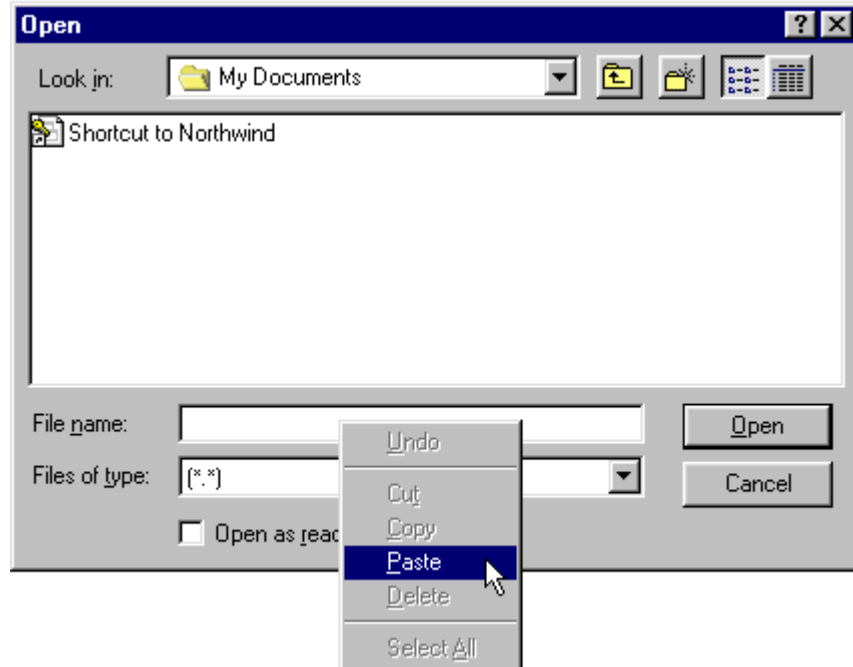 Open
Look in: My Documents
Shortcut to Northwind
File name:
Open
Files of type: (*.*)
Cancel
Open as read
Undo
Cut
Copy
Paste
Delete
Select All